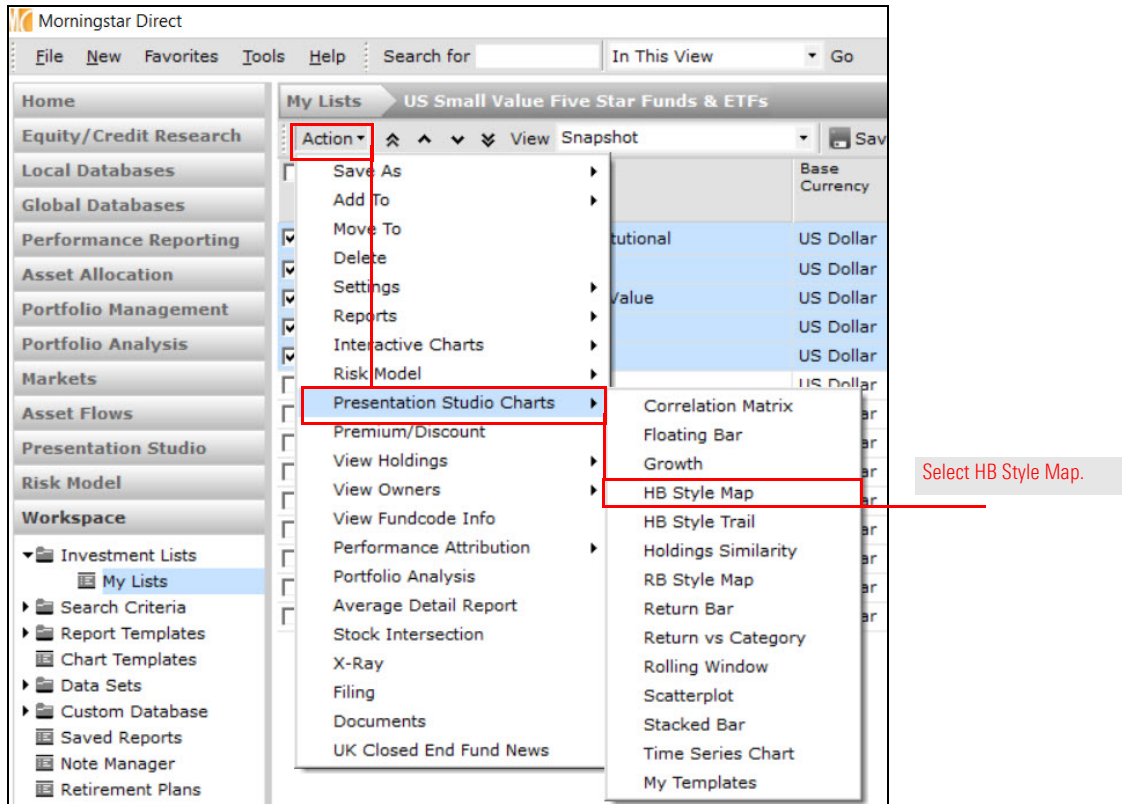 Morningstar Direct
File New Favorites Tools Help Search for In This View Go
Home
Equity/Credit Research
Local Databases
Global Databases
Performance Reporting
Asset Allocation
Portfolio Management
Portfolio Analysis
Markets
Asset Flows
Presentation Studio
Risk Model
Workspace
Investment Lists
My Lists
Search Criteria
Report Templates
Chart Templates
Data Sets
Custom Database
Saved Reports
Note Manager
Retirement Plans
My Lists US Small Value Five Star Funds & ETFs
Action View Snapshot Sav
Base
Currency
tutional US Dollar
US Dollar
Value US Dollar
US Dollar
US Dollar
US Dollar
ar
ar
ar
ar
ar
ar
ar
ar
Save As
Add To
Move To
Delete
Settings
Reports
Interactive Charts
Risk Model
Presentation Studio Charts
Premium/Discount
View Holdings
View Owners
View Fundcode Info
Performance Attribution
Portfolio Analysis
Average Detail Report
Stock Intersection
X-Ray
Filing
Documents
UK Closed End Fund News
Correlation Matrix
Floating Bar
Growth
HB Style Map
HB Style Trail
Holdings Similarity
RB Style Map
Return Bar
Return vs Category
Rolling Window
Scatterplot
Stacked Bar
Time Series Chart
My Templates
Select HB Style Map.